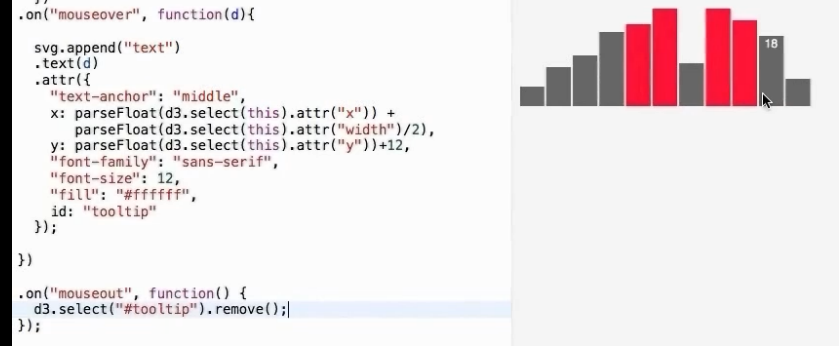 .on("mouseover", function(d){
svg.append("text")
.text(d)
.attr({
"text-anchor": "middle",
x: parseFloat(d3.select(this).attr("x")) +
parseFloat(d3.select(this).attr("width")/2),
y: parseFloat(d3.select(this).attr("y"))+12,
"font-family": "sans-serif",
"font-size": 12,
"fill": "#ffffff",
id: "tooltip"
});
})
.on("mouseout", function() {
d3.select("#tooltip").remove();
});
18